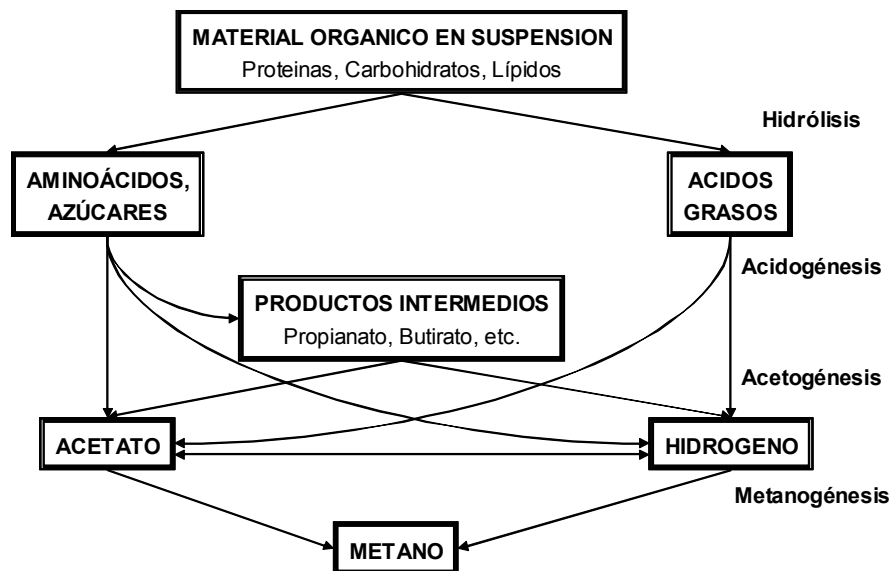 MATERIAL ORGANICO EN SUSPENSION
Proteinas, Carbohidratos, Lípidos
Hidrólisis
AMINOÁCIDOS,
AZÚCARES
ACIDOS
GRASOS
Acidogénesis
PRODUCTOS INTERMEDIOS
Propianato, Butirato, etc.
Acetogénesis
ACETATO
HIDROGENO
Metanogénesis
METANO